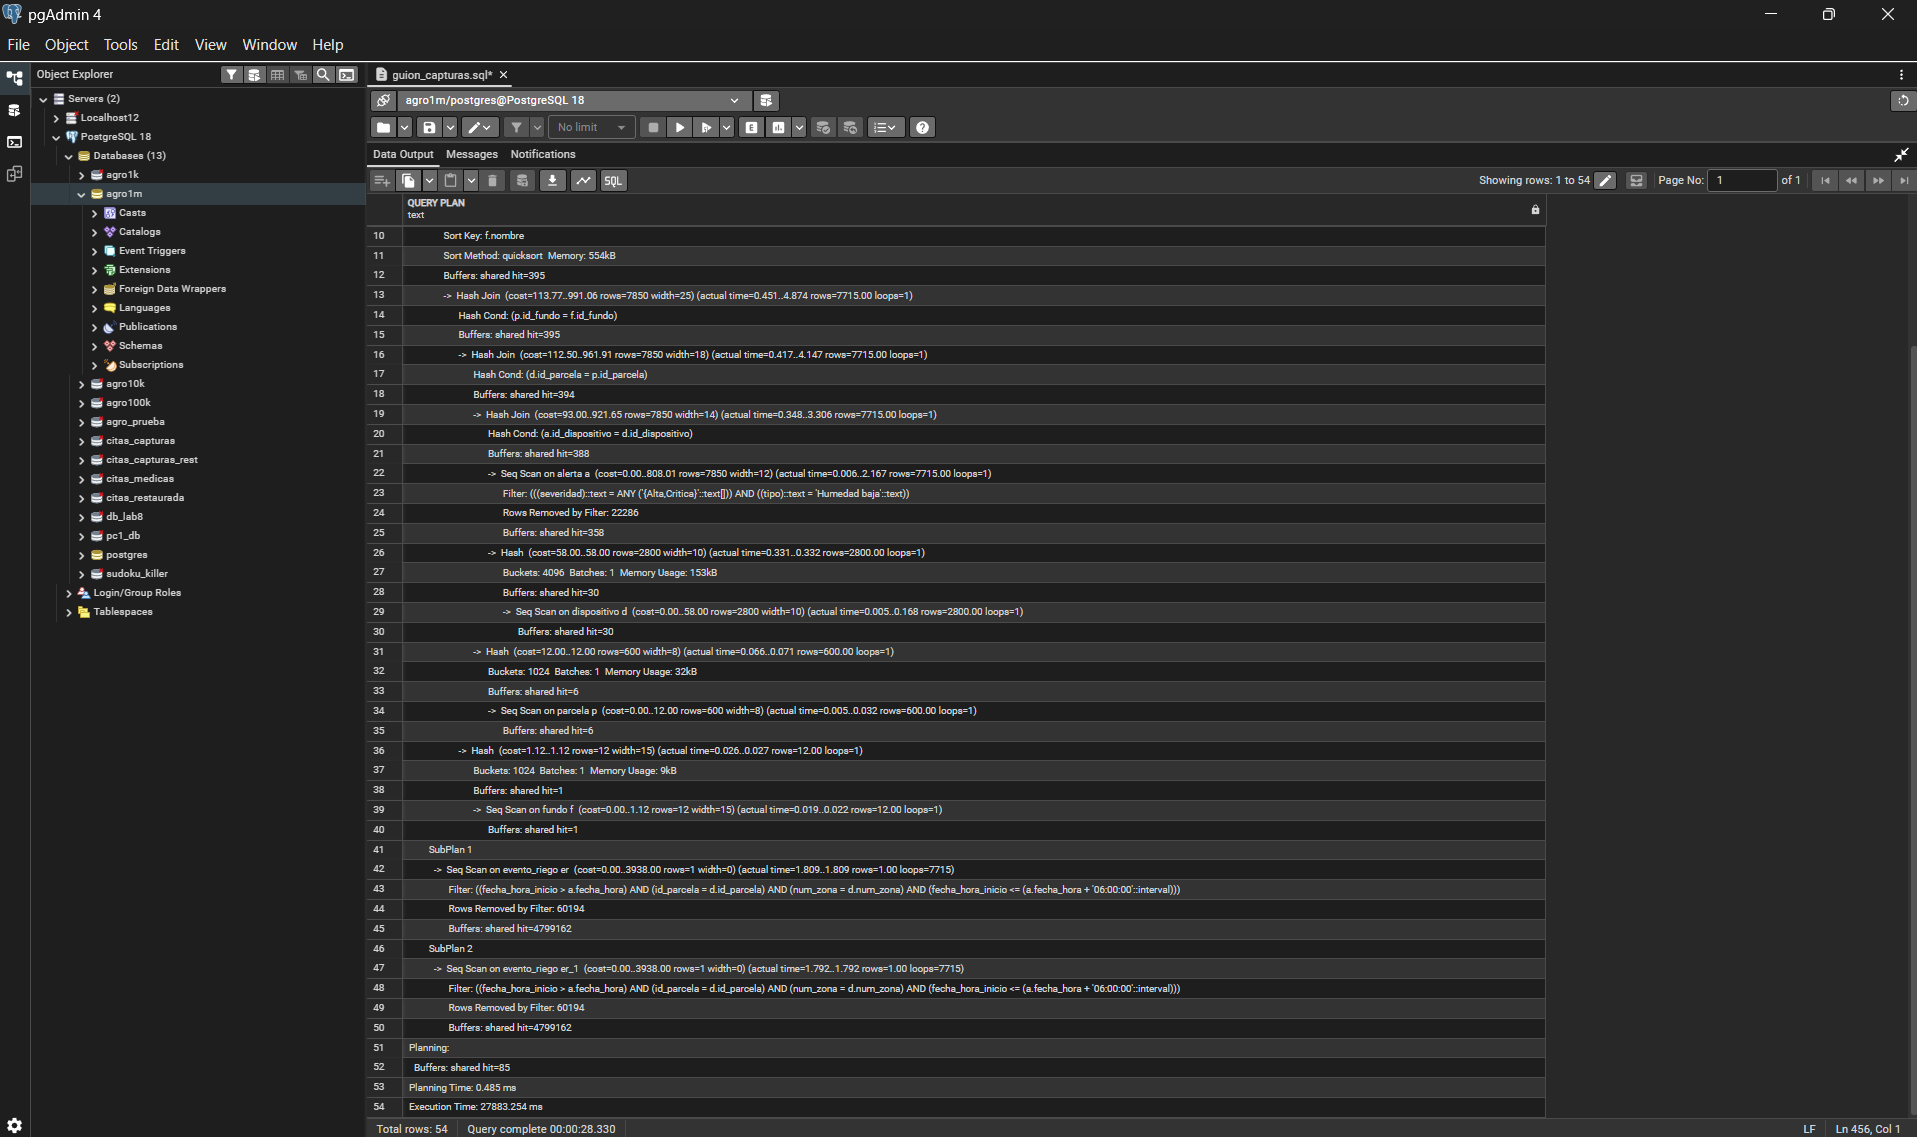 pgAdmin 4
File Object Tools Edit View Window Help
Object Explorer
guion_capturas.sql*
Servers (2)
Localhost12
PostgreSQL 18
Databases (13)
agro1k
agro1m
Casts
Catalogs
Event Triggers
Extensions
Foreign Data Wrappers
Languages
Publications
Schemas
Subscriptions
agro10k
agro100k
agro_prueba
citas_capturas
citas_capturas_rest
citas_medicas
citas_restaurada
db_lab8
pc1_db
postgres
sudoku_killer
Login/Group Roles
Tablespaces
agro1m/postgres@PostgreSQL 18
No limit
E
Data Output Messages Notifications
SQL
Showing rows: 1 to 54
Page No: 1 of 1
QUERY PLAN
text
10 Sort Key: f.nombre
11 Sort Method: quicksort Memory: 554kB
12 Buffers: shared hit=395
13 -> Hash Join (cost=113.77..991.06 rows=7850 width=25) (actual time=0.451..4.874 rows=7715.00 loops=1)
14 Hash Cond: (p.id_fundo = f.id_fundo)
15 Buffers: shared hit=395
16 -> Hash Join (cost=112.50..961.91 rows=7850 width=18) (actual time=0.417..4.147 rows=7715.00 loops=1)
17 Hash Cond: (d.id_parcela = p.id_parcela)
18 Buffers: shared hit=394
19 -> Hash Join (cost=93.00..921.65 rows=7850 width=14) (actual time=0.348..3.306 rows=7715.00 loops=1)
20 Hash Cond: (a.id_dispositivo = d.id_dispositivo)
21 Buffers: shared hit=388
22 -> Seq Scan on alerta a (cost=0.00..808.01 rows=7850 width=12) (actual time=0.006..2.167 rows=7715.00 loops=1)
23 Filter: (((severidad)::text = ANY ('{Alta,Critica}'::text[])) AND ((tipo)::text = 'Humedad baja'::text))
24 Rows Removed by Filter: 22286
25 Buffers: shared hit=358
26 -> Hash (cost=58.00..58.00 rows=2800 width=10) (actual time=0.331..0.332 rows=2800.00 loops=1)
27 Buckets: 4096 Batches: 1 Memory Usage: 153kB
28 Buffers: shared hit=30
29 -> Seq Scan on dispositivo d (cost=0.00..58.00 rows=2800 width=10) (actual time=0.005..0.168 rows=2800.00 loops=1)
30 Buffers: shared hit=30
31 -> Hash (cost=12.00..12.00 rows=600 width=8) (actual time=0.066..0.071 rows=600.00 loops=1)
32 Buckets: 1024 Batches: 1 Memory Usage: 32kB
33 Buffers: shared hit=6
34 -> Seq Scan on parcela p (cost=0.00..12.00 rows=600 width=8) (actual time=0.005..0.032 rows=600.00 loops=1)
35 Buffers: shared hit=6
36 -> Hash (cost=1.12..1.12 rows=12 width=15) (actual time=0.026..0.027 rows=12.00 loops=1)
37 Buckets: 1024 Batches: 1 Memory Usage: 9kB
38 Buffers: shared hit=1
39 -> Seq Scan on fundo f (cost=0.00..1.12 rows=12 width=15) (actual time=0.019..0.022 rows=12.00 loops=1)
40 Buffers: shared hit=1
41 SubPlan 1
42 -> Seq Scan on evento_riego er (cost=0.00..3938.00 rows=1 width=0) (actual time=1.809..1.809 rows=1.00 loops=7715)
43 Filter: ((fecha_hora_inicio > a.fecha_hora) AND (id_parcela = d.id_parcela) AND (num_zona = d.num_zona) AND (fecha_hora_inicio <= (a.fecha_hora + '06:00:00'::interval)))
44 Rows Removed by Filter: 60194
45 Buffers: shared hit=4799162
46 SubPlan 2
47 -> Seq Scan on evento_riego er_1 (cost=0.00..3938.00 rows=1 width=0) (actual time=1.792..1.792 rows=1.00 loops=7715)
48 Filter: ((fecha_hora_inicio > a.fecha_hora) AND (id_parcela = d.id_parcela) AND (num_zona = d.num_zona) AND (fecha_hora_inicio <= (a.fecha_hora + '06:00:00'::interval)))
49 Rows Removed by Filter: 60194
50 Buffers: shared hit=4799162
51 Planning:
52 Buffers: shared hit=85
53 Planning Time: 0.485 ms
54 Execution Time: 27883.254 ms
Total rows: 54 Query complete 00:00:28.330 LF Ln 456, Col 1